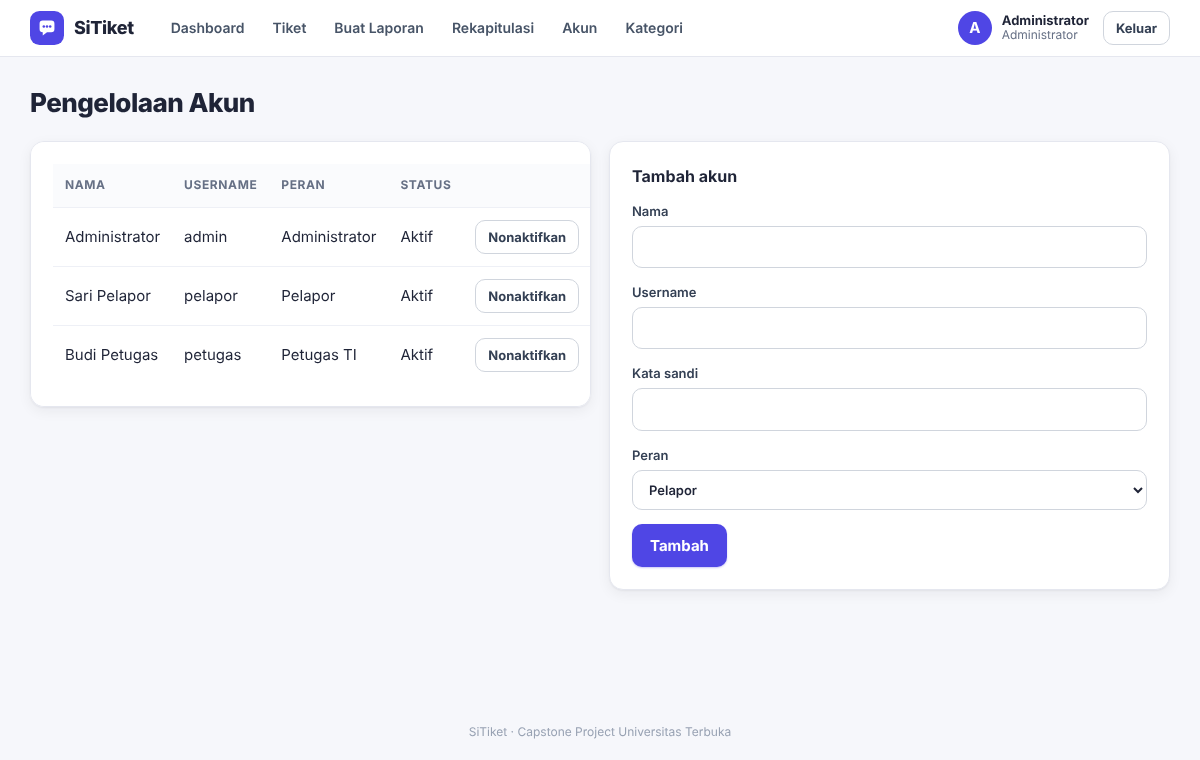 SiTiket Dashboard Tiket Buat Laporan Rekapitulasi Akun Kategori A Administrator Keluar
Administrator
Pengelolaan Akun
NAMA USERNAME PERAN STATUS
Administrator admin Administrator Aktif Nonaktifkan
Sari Pelapor pelapor Pelapor Aktif Nonaktifkan
Budi Petugas petugas Petugas TI Aktif Nonaktifkan
Tambah akun
Nama
Username
Kata sandi
Peran
Pelapor
Tambah
SiTiket · Capstone Project Universitas Terbuka